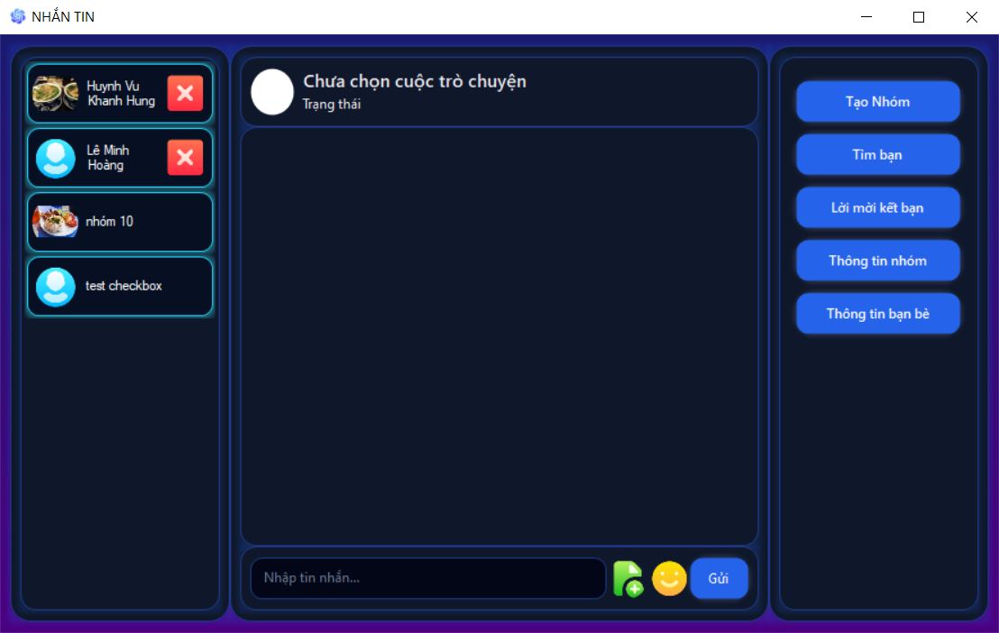 NHẮN TIN
Huynh Vu
Khanh Hung
Lê Minh
Hoàng
nhóm 10
test checkbox
Chưa chọn cuộc trò chuyện
Trạng thái
Nhập tin nhắn...
Gửi
Tạo Nhóm
Tìm bạn
Lời mời kết bạn
Thông tin nhóm
Thông tin bạn bè